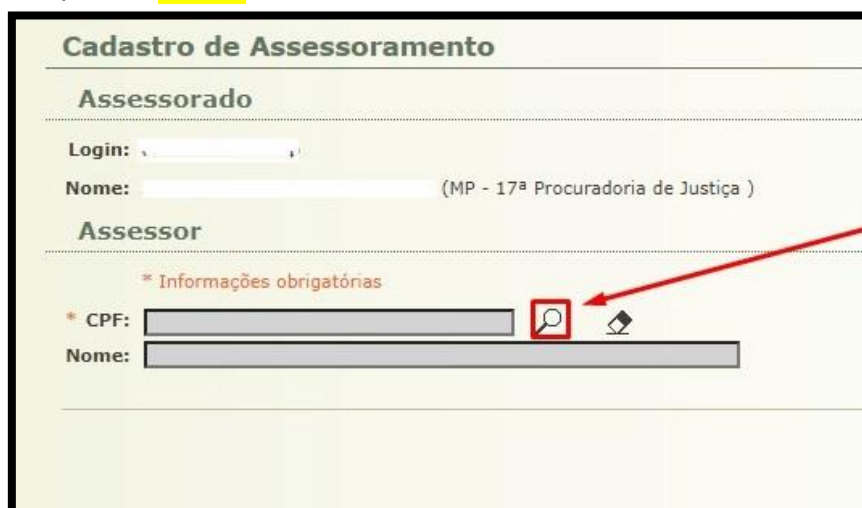 Cadastro de Assessoramento
Assessorado
Login:
Nome: (MP - 17ª Procuradoria de Justiça )
Assessor
* Informações obrigatórias
* CPF:
Nome: